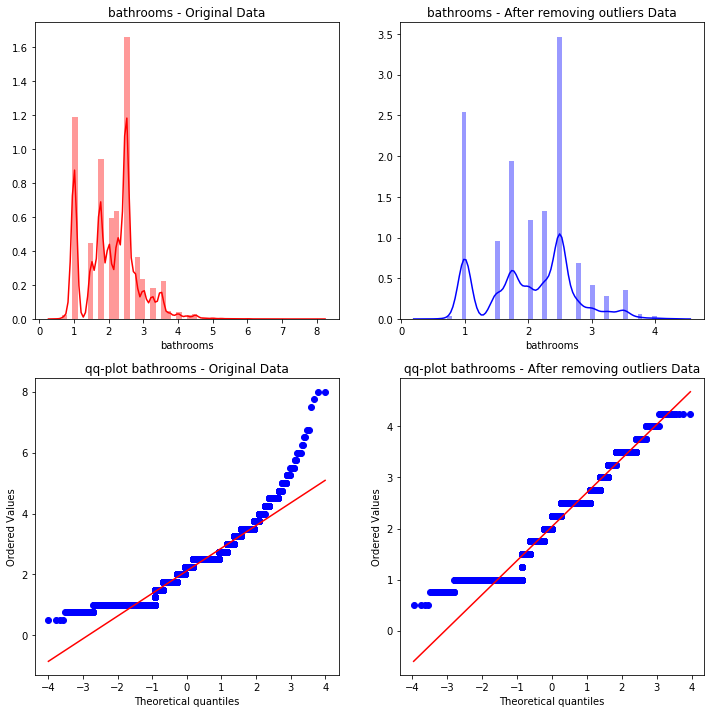 bathrooms - Original Data
1.6
1.4
1.2
1.0
0.8
0.6
0.4
0.2
0.0
0 1 2 3 4 5 6 7 8
bathrooms
bathrooms - After removing outliers Data
3.5
3.0
2.5
2.0
1.5
1.0
0.5
0.0
0 1 2 3 4
bathrooms
qq-plot bathrooms - Original Data
Ordered Values
8
6
4
2
0
−4 −3 −2 −1 0 1 2 3 4
Theoretical quantiles
qq-plot bathrooms - After removing outliers Data
Ordered Values
4
3
2
1
0
−4 −3 −2 −1 0 1 2 3 4
Theoretical quantiles